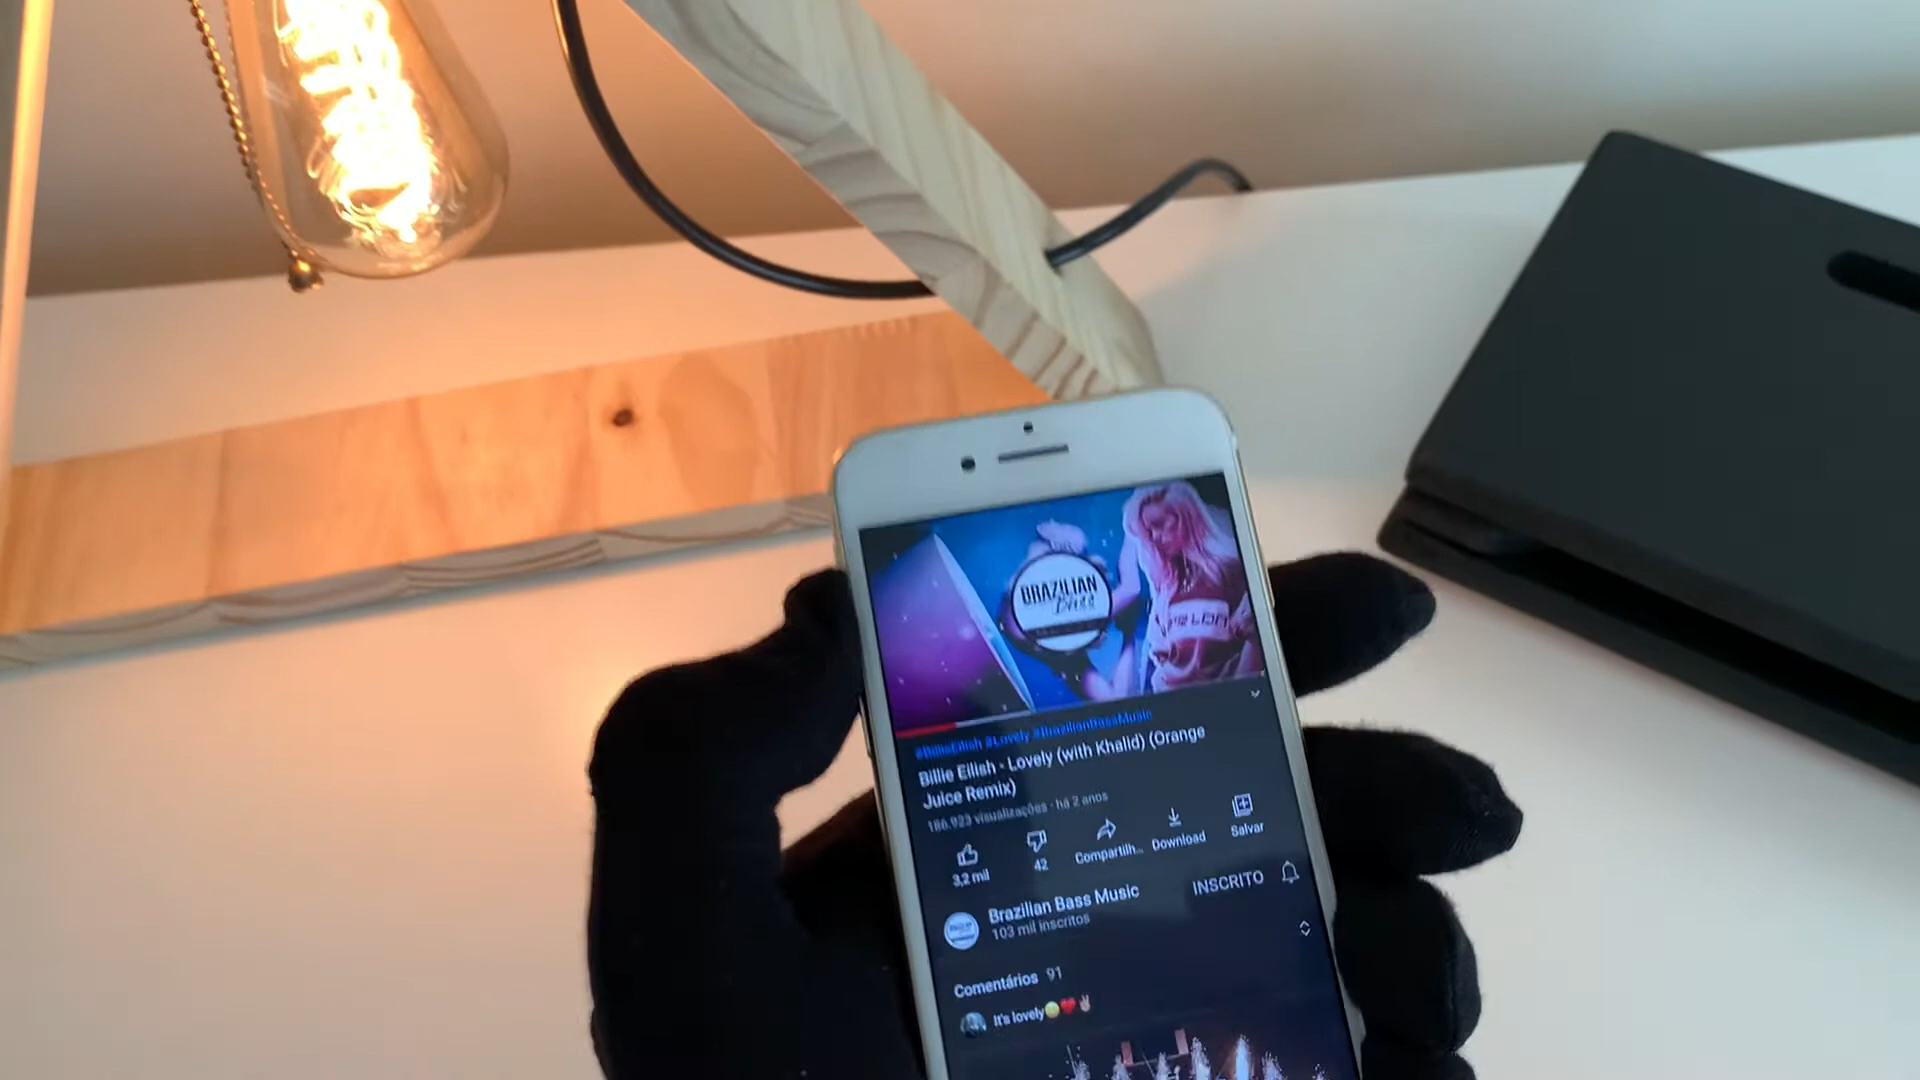 BRAZILIAN
Bass
#BillieEilish #Lovely #BrazilianBassMusic
Billie Eilish - Lovely (with Khalid) (Orange
Juice Remix)
186.923 visualizações · há 2 anos
3,2 mil
42
Compartilh...
Download
Salvar
Brazilian Bass Music
103 mil inscritos
INSCRITO
Comentários 91
It's lovely😊❤️✌🏻